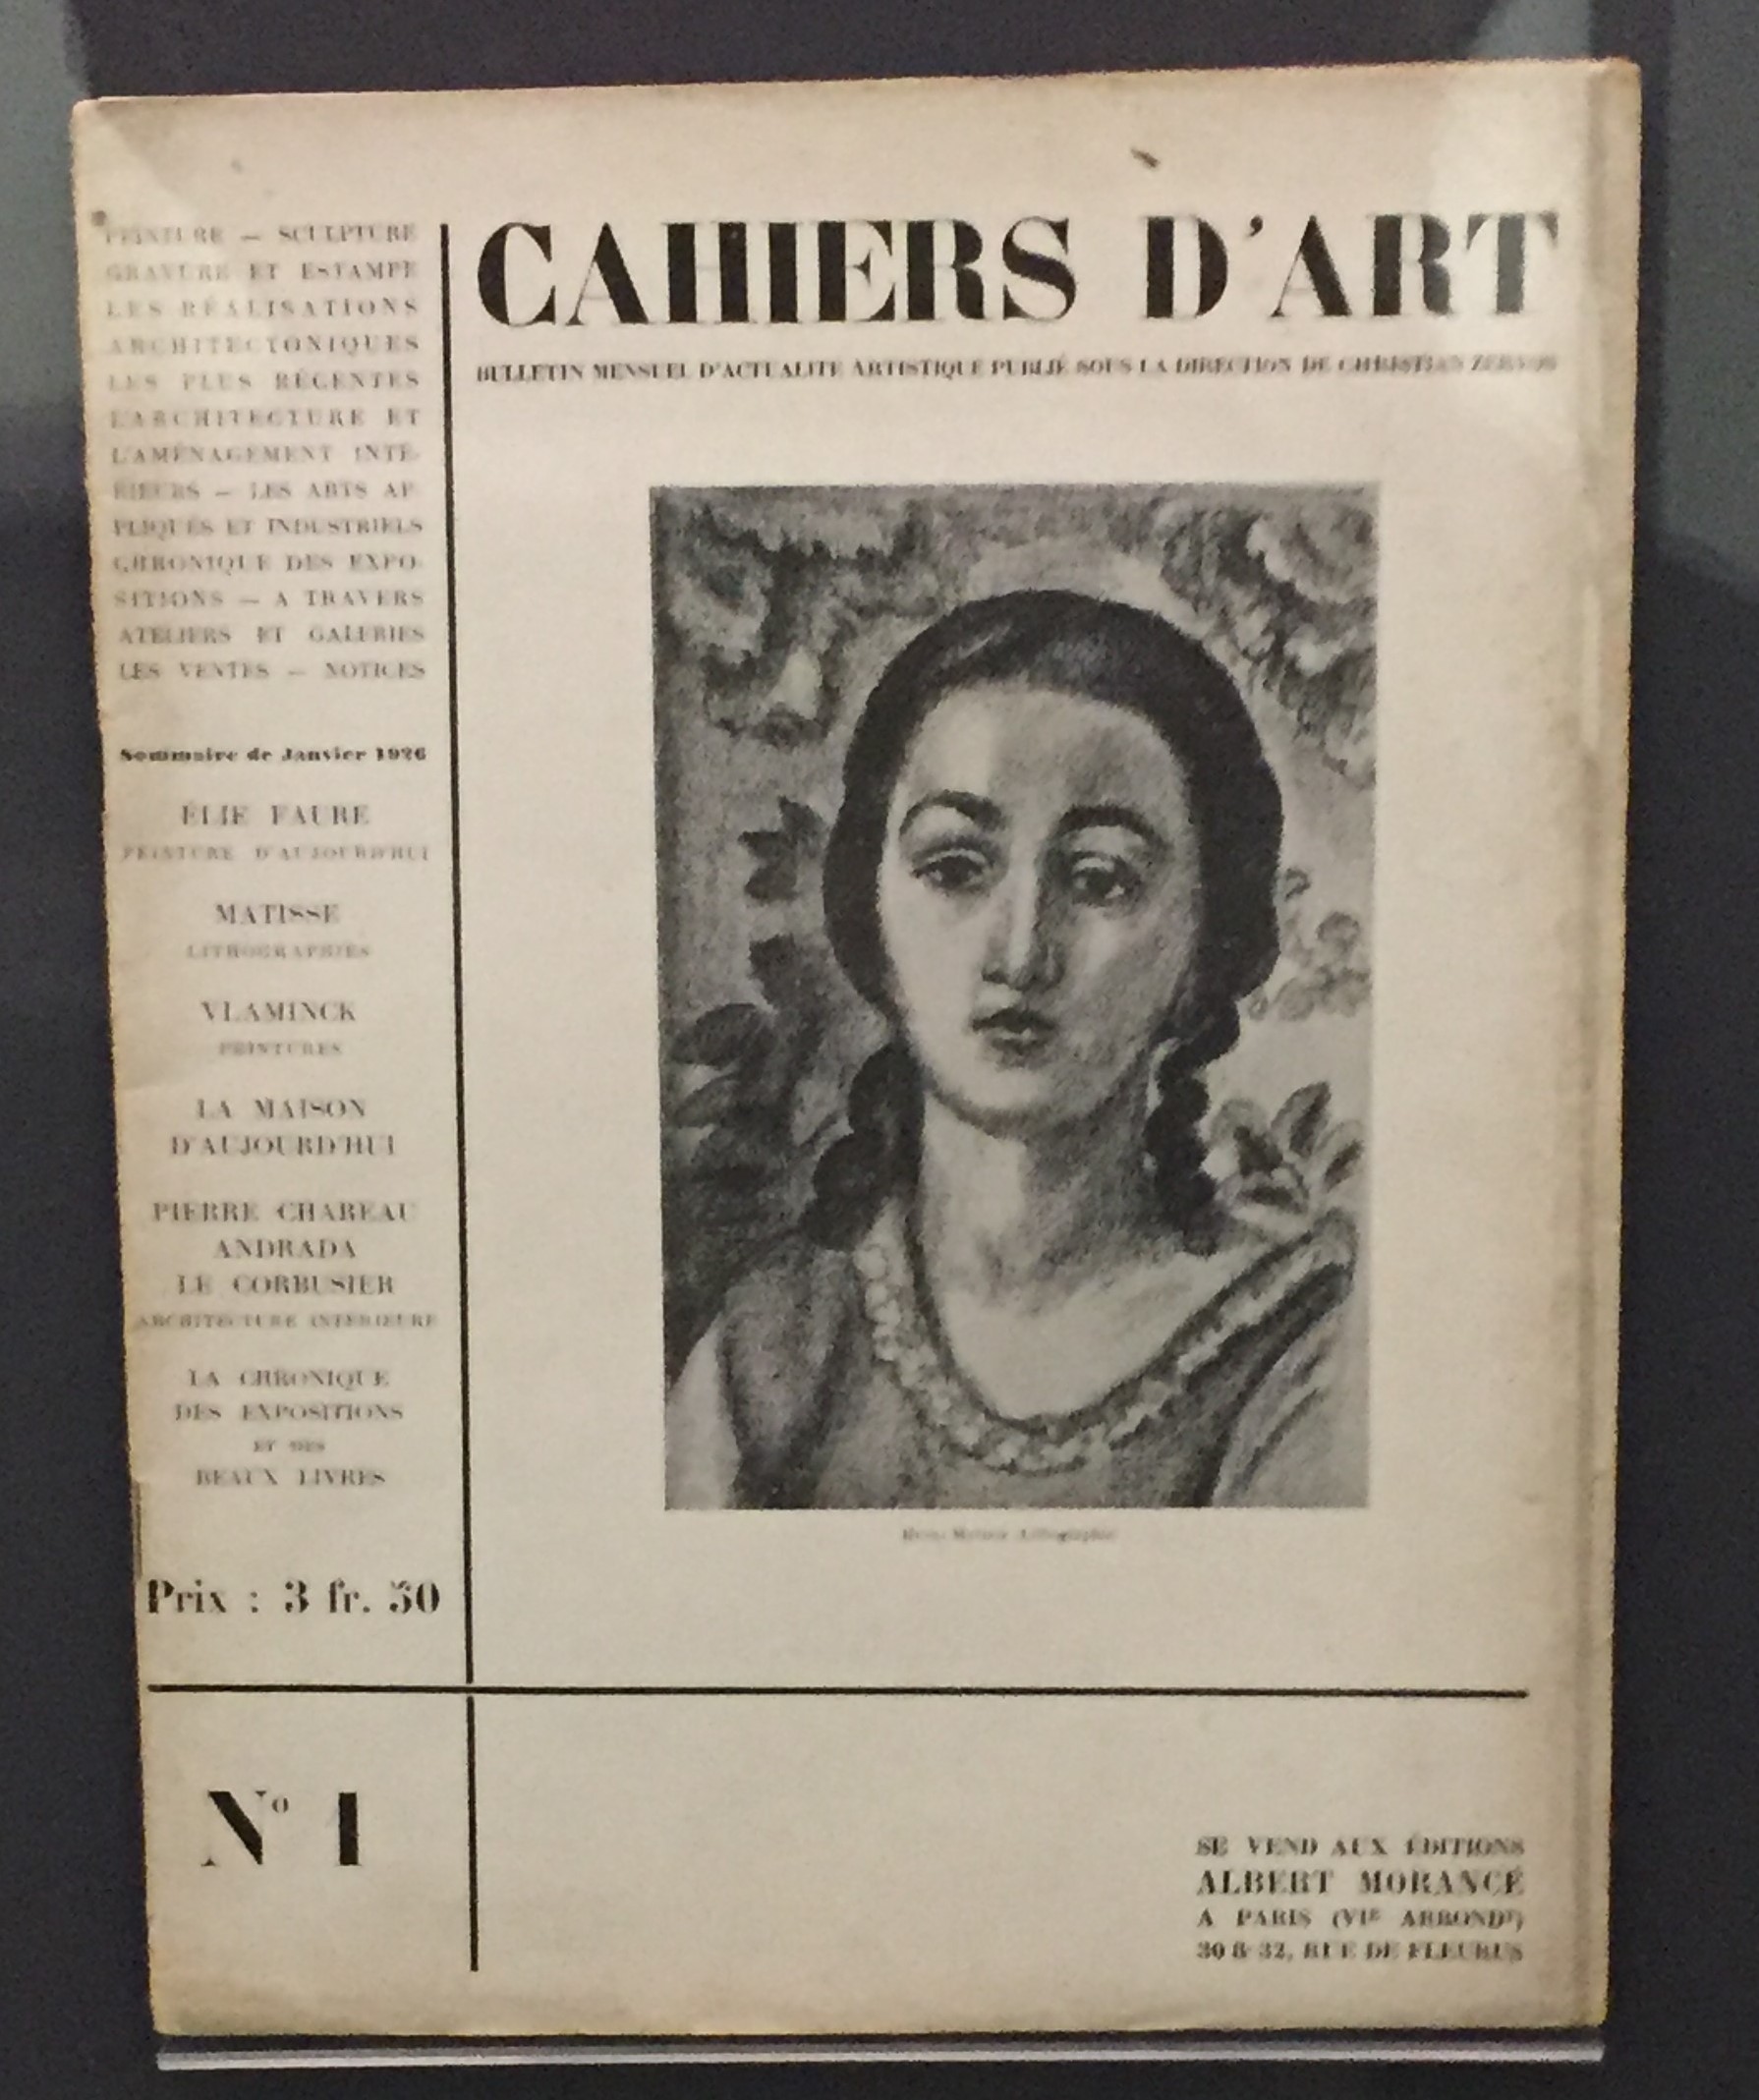 CAHIERS D'ART
BULLETIN MENSUEL D'ACTUALITÉ ARTISTIQUE PUBLIÉ SOUS LA DIRECTION DE CHRISTIAN ZERVOS
PEINTURE — SCULPTURE
GRAVURE ET ESTAMPE
LES RÉALISATIONS
ARCHITECTONIQUES
LES PLUS RÉCENTES
L'ARCHITECTURE ET
L'AMÉNAGEMENT INTÉ-
RIEURS — LES ARTS AP-
PLIQUÉS ET INDUSTRIELS
CHRONIQUE DES EXPO-
SITIONS — A TRAVERS
ATELIERS ET GALERIES
LES VENTES — NOTICES
Sommaire de Janvier 1926
ÉLIE FAURE
PEINTURE D'AUJOURD'HUI
MATISSE
LITHOGRAPHIES
VLAMINCK
PEINTURES
LA MAISON
D'AUJOURD'HUI
PIERRE CHAREAU
ANDRADA
LE CORBUSIER
ARCHITECTURE INTÉRIEURE
LA CHRONIQUE
DES EXPOSITIONS
ET DES
BEAUX LIVRES
Prix : 3 fr. 50
Henri Matisse Lithographie
Nº 1
SE VEND AUX ÉDITIONS
ALBERT MORANCÉ
A PARIS (VIE ARRONDT)
30 & 32, RUE DE FLEURUS